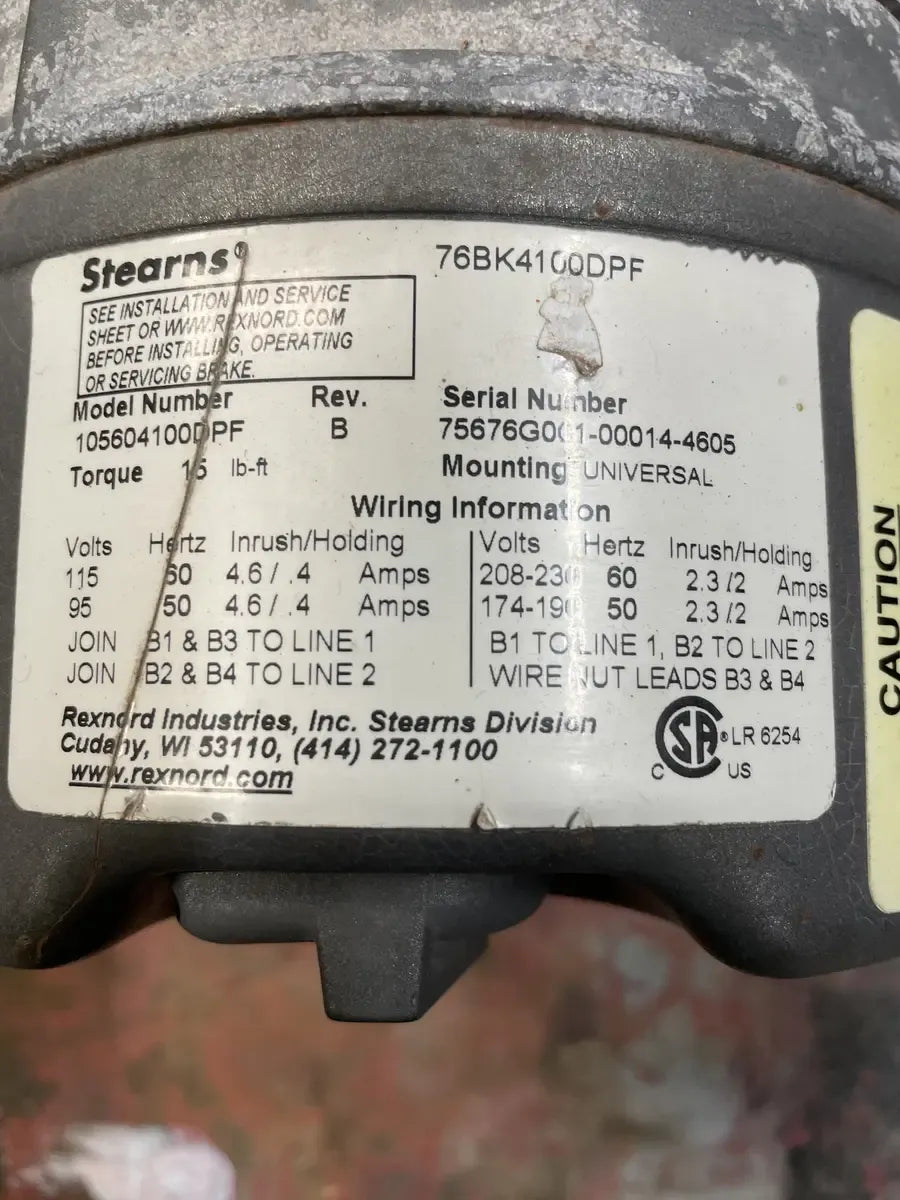 Stearns®
76BK4100DPF
SEE INSTALLATION AND SERVICE
SHEET OR WWW.REXNORD.COM
BEFORE INSTALLING, OPERATING
OR SERVICING BRAKE.
Model Number Rev. Serial Number
105604100DPF B 75676G001-00014-4605
Torque 15 lb-ft Mounting UNIVERSAL
Wiring Information
Volts Hertz Inrush/Holding Volts Hertz Inrush/Holding
115 60 4.6 / .4 Amps 208-230 60 2.3 /2 Amps
95 50 4.6 / .4 Amps 174-190 50 2.3 /2 Amps
JOIN B1 & B3 TO LINE 1 B1 TO LINE 1, B2 TO LINE 2
JOIN B2 & B4 TO LINE 2 WIRE NUT LEADS B3 & B4
Rexnord Industries, Inc. Stearns Division
Cudahy, WI 53110, (414) 272-1100
www.rexnord.com
C SA® US LR 6254
CAUTION